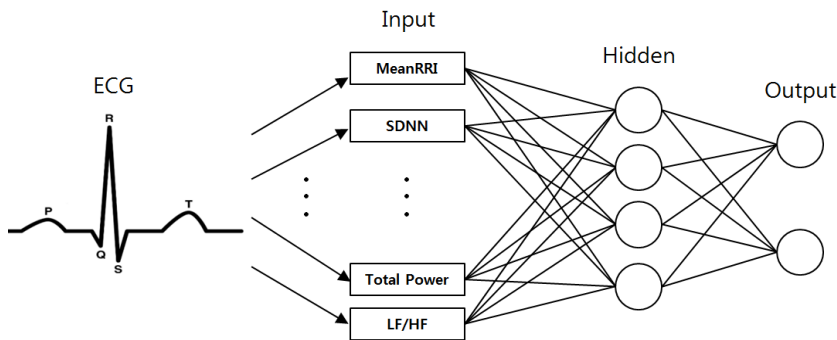 ECG
R
P
Q
S
T
Input
MeanRRI
SDNN
Total Power
LF/HF
Hidden
Output